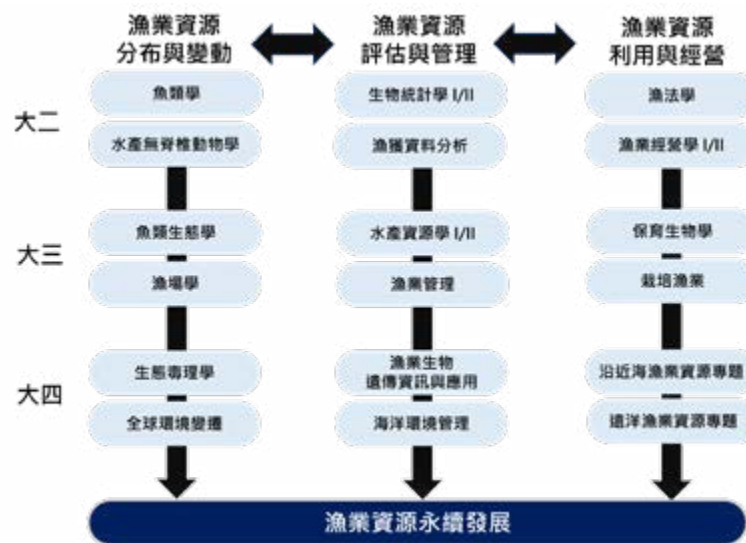 漁業資源
分布與變動
漁業資源
評估與管理
漁業資源
利用與經營
大二
魚類學
生物統計學 I/II
漁法學
水產無脊椎動物學
漁獲資料分析
漁業經營學 I/II
大三
魚類生態學
水產資源學 I/II
保育生物學
漁場學
漁業管理
栽培漁業
大四
生態毒理學
漁業生物
遺傳資訊與應用
沿近海漁業資源專題
全球環境變遷
海洋環境管理
遠洋漁業資源專題
漁業資源永續發展